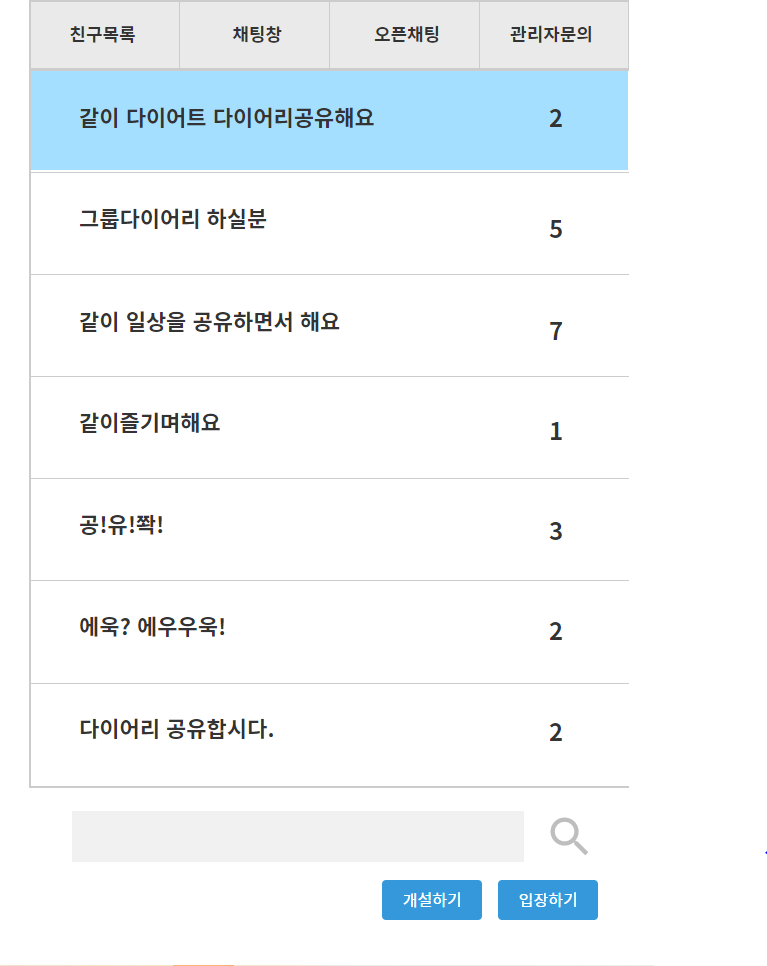 친구목록 채팅창 오픈채팅 관리자문의
같이 다이어트 다이어리공유해요 2
그룹다이어리 하실분 5
같이 일상을 공유하면서 해요 7
같이즐기며해요 1
공!유!쫙! 3
에욱? 에우우욱! 2
다이어리 공유합시다. 2
개설하기 입장하기